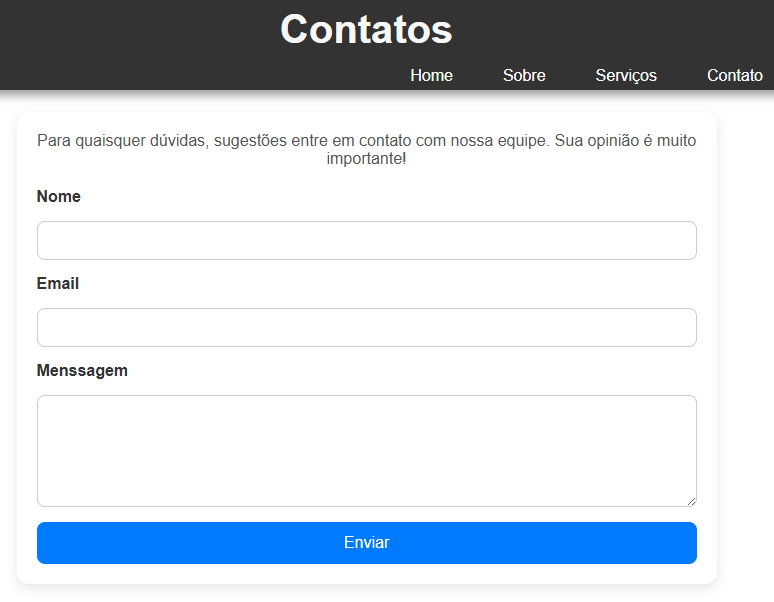 Contatos
Home Sobre Serviços Contato
Para quaisquer dúvidas, sugestões entre em contato com nossa equipe. Sua opinião é muito
importante!
Nome
Email
Menssagem
Enviar